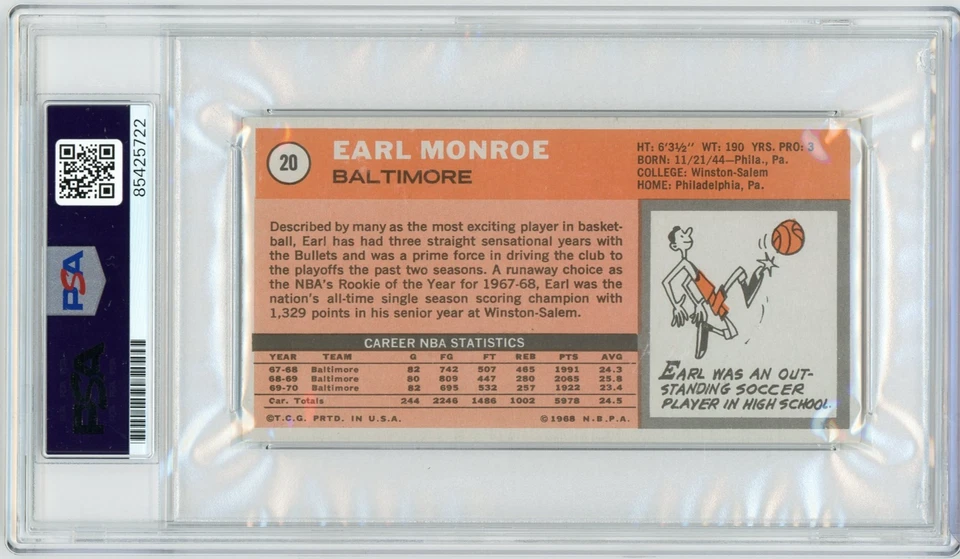 85425722
PSA
PSA
20
EARL MONROE
BALTIMORE
HT: 6'3½" WT: 190 YRS. PRO: 3
BORN: 11/21/44—Phila., Pa.
COLLEGE: Winston-Salem
HOME: Philadelphia, Pa.
Described by many as the most exciting player in basket-
ball, Earl has had three straight sensational years with
the Bullets and was a prime force in driving the club to
the playoffs the past two seasons. A runaway choice as
the NBA's Rookie of the Year for 1967-68, Earl was the
nation's all-time single season scoring champion with
1,329 points in his senior year at Winston-Salem.
CAREER NBA STATISTICS
YEAR TEAM G FG FT REB PTS AVG
67-68 Baltimore 82 742 507 465 1991 24.3
68-69 Baltimore 80 809 447 280 2065 25.8
69-70 Baltimore 82 695 532 257 1922 23.4
Car. Totals 244 2246 1486 1002 5978 24.5
©T.C.G. PRTD. IN U.S.A. ©1968 N.B.P.A.
EARL WAS AN OUT-
STANDING SOCCER
PLAYER IN HIGH SCHOOL.